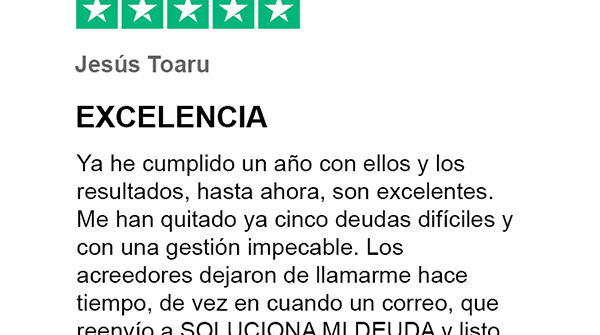 Jesús Toaru
EXCELENCIA
Ya he cumplido un año con ellos y los
resultados, hasta ahora, son excelentes.
Me han quitado ya cinco deudas difíciles y
con una gestión impecable. Los
acreedores dejaron de llamarme hace
tiempo, de vez en cuando un correo, que
reenvío a SOLUCIONA MI DEUDA y listo